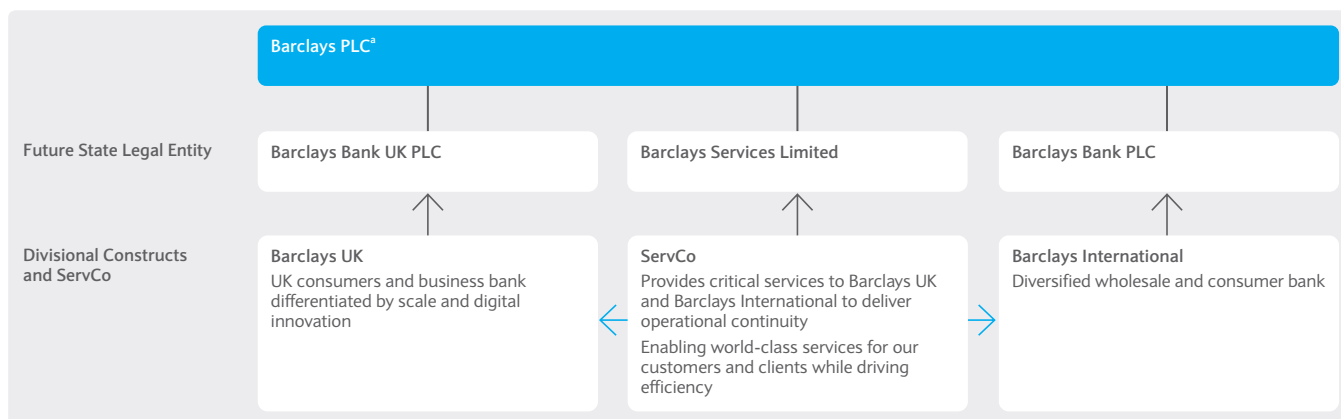 Barclays PLCª
Future State Legal Entity
Barclays Bank UK PLC
Barclays Services Limited
Barclays Bank PLC
Divisional Constructs
and ServCo
Barclays UK
UK consumers and business bank
differentiated by scale and digital
innovation
ServCo
Provides critical services to Barclays UK
and Barclays International to deliver
operational continuity
Enabling world-class services for our
customers and clients while driving
efficiency
Barclays International
Diversified wholesale and consumer bank